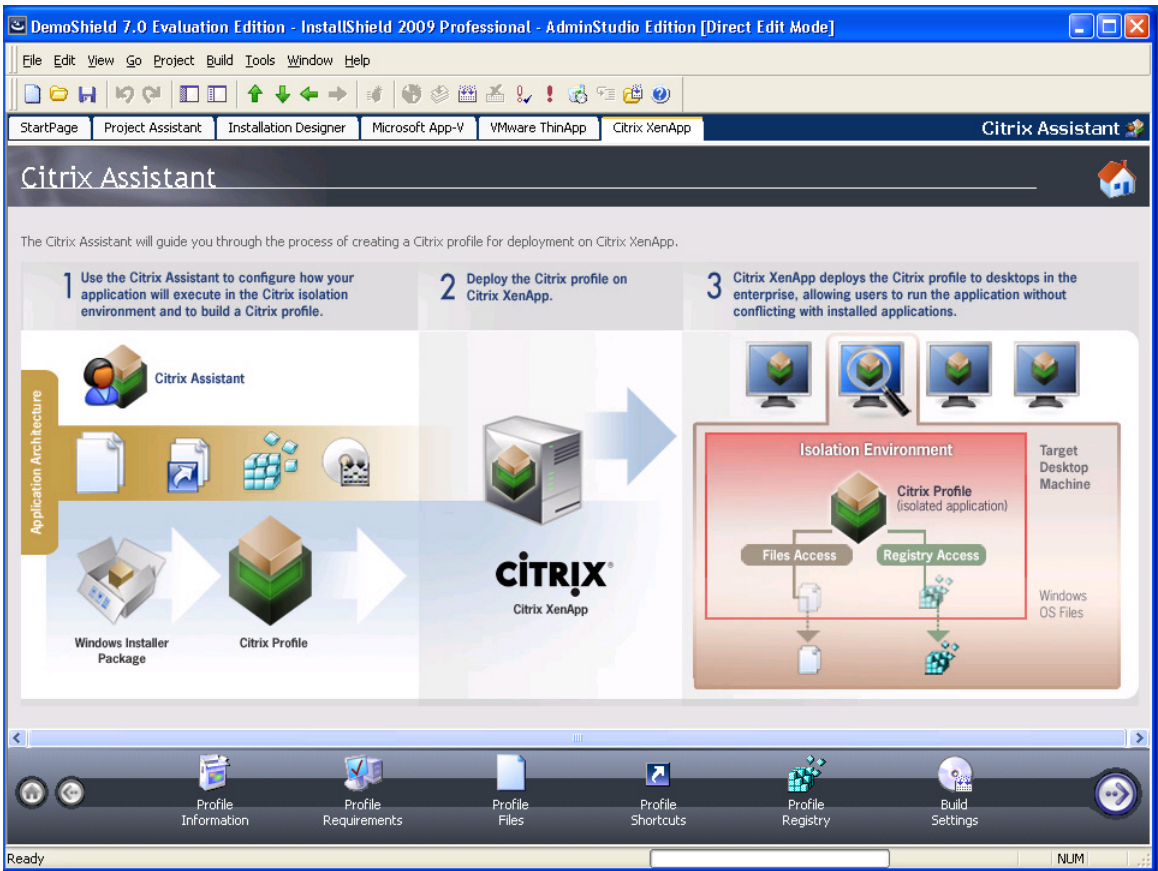 DemoShield 7.0 Evaluation Edition - InstallShield 2009 Professional - AdminStudio Edition [Direct Edit Mode]
File Edit View Go Project Build Tools Window Help
StartPage Project Assistant Installation Designer Microsoft App-V VMware ThinApp Citrix XenApp Citrix Assistant
Citrix Assistant
The Citrix Assistant will guide you through the process of creating a Citrix profile for deployment on Citrix XenApp.
1 Use the Citrix Assistant to configure how your
application will execute in the Citrix isolation
environment and to build a Citrix profile.
2 Deploy the Citrix profile on
Citrix XenApp.
3 Citrix XenApp deploys the Citrix profile to desktops in the
enterprise, allowing users to run the application without
conflicting with installed applications.
Application Architecture
Citrix Assistant
Windows Installer
Package
Citrix Profile
CITRIX®
Citrix XenApp
Isolation Environment
Target
Desktop
Machine
Citrix Profile
(isolated application)
Files Access
Registry Access
Windows
OS Files
Profile
Information
Profile
Requirements
Profile
Files
Profile
Shortcuts
Profile
Registry
Build
Settings
Ready
NUM